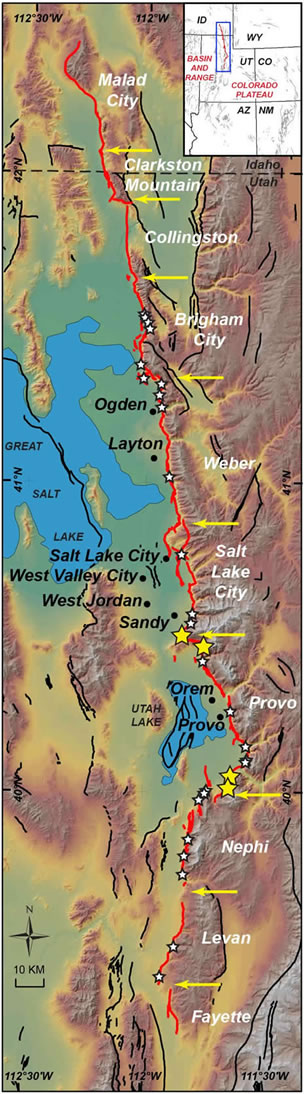 112°30'W
112°W
ID
WY
BASIN
AND
RANGE
UT
CO
COLORADO
PLATEAU
AZ
NM
Malad
City
42°N
Idaho
Utah
Clarkston
Mountain
Collingston
Brigham
City
Ogden
GREAT
Layton
Weber
41°N
41°N
SALT
LAKE
Salt Lake City
West Valley City
Salt
Lake
City
West Jordan
Sandy
Orem
Provo
UTAH
LAKE
Provo
40°N
40°N
Nephi
N
Levan
10 KM
Fayette
112°30'W
112°W
111°30'W